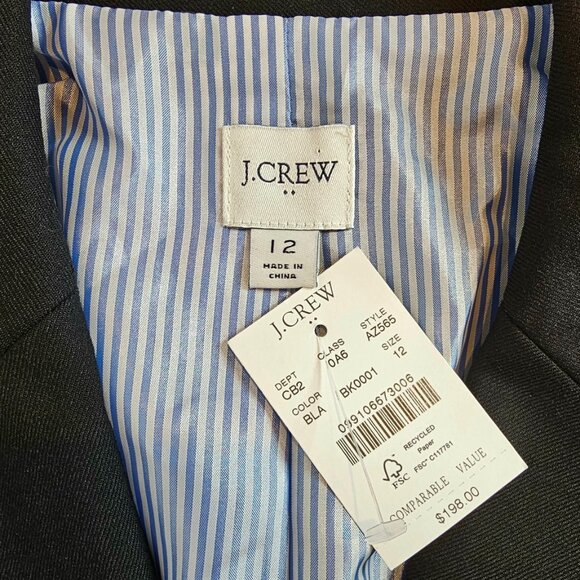 J.CREW
12
MADE IN
CHINA
J.CREW
DEPT CLASS STYLE
CB2 0A6 AZ565
COLOR SIZE
BLA BK0001 12
099106673006
RECYCLED
Paper
FSC FSC® C117781
COMPARABLE VALUE
$198.00